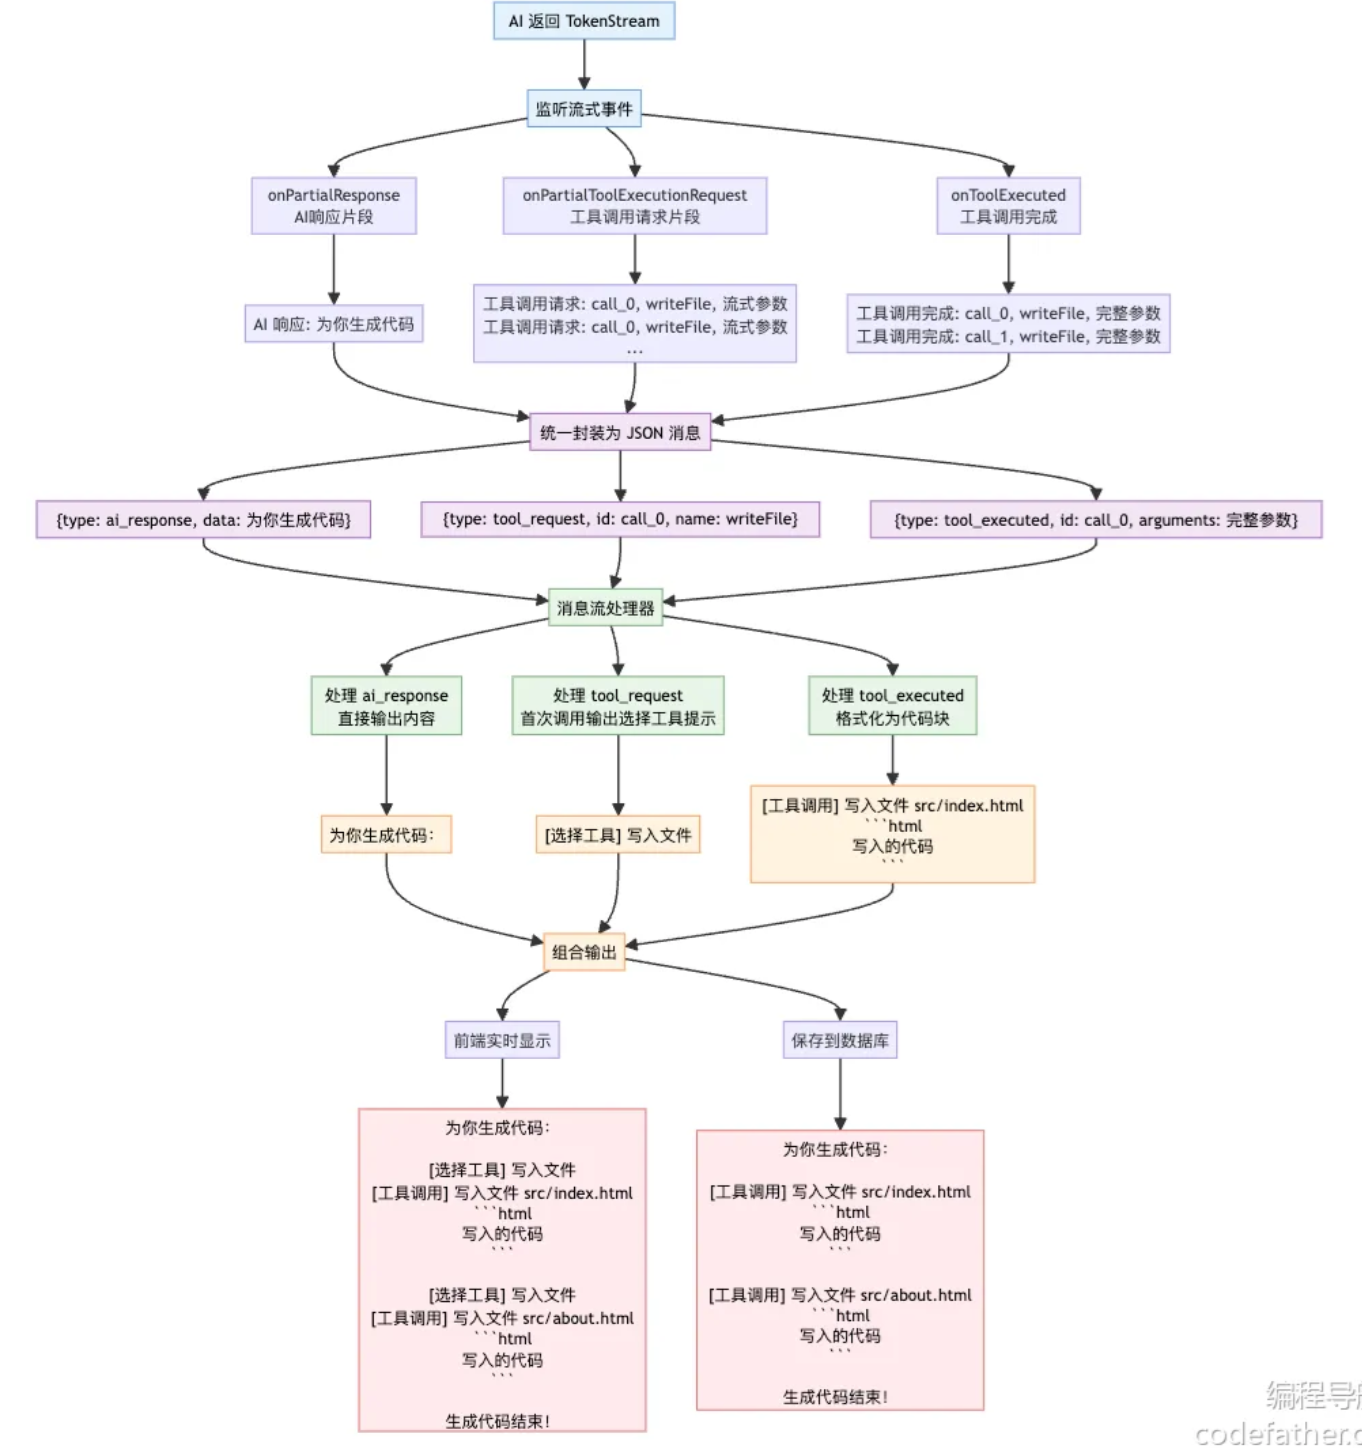 AI 返回 TokenStream
监听流式事件
onPartialResponse
AI响应片段
onPartialToolExecutionRequest
工具调用请求片段
onToolExecuted
工具调用完成
AI 响应: 为你生成代码
工具调用请求: call_0, writeFile, 流式参数
工具调用请求: call_0, writeFile, 流式参数
...
工具调用完成: call_0, writeFile, 完整参数
工具调用完成: call_1, writeFile, 完整参数
统一封装为 JSON 消息
{type: ai_response, data: 为你生成代码}
{type: tool_request, id: call_0, name: writeFile}
{type: tool_executed, id: call_0, arguments: 完整参数}
消息流处理器
处理 ai_response
直接输出内容
处理 tool_request
首次调用输出选择工具提示
处理 tool_executed
格式化为代码块
为你生成代码：
[选择工具] 写入文件
[工具调用] 写入文件 src/index.html
```html
写入的代码
```
组合输出
前端实时显示
保存到数据库
为你生成代码：
[选择工具] 写入文件
[工具调用] 写入文件 src/index.html
```html
写入的代码
```
[选择工具] 写入文件
[工具调用] 写入文件 src/about.html
```html
写入的代码
```
生成代码结束！
为你生成代码：
[工具调用] 写入文件 src/index.html
```html
写入的代码
```
[工具调用] 写入文件 src/about.html
```html
写入的代码
```
生成代码结束！
编程导
codefather.c